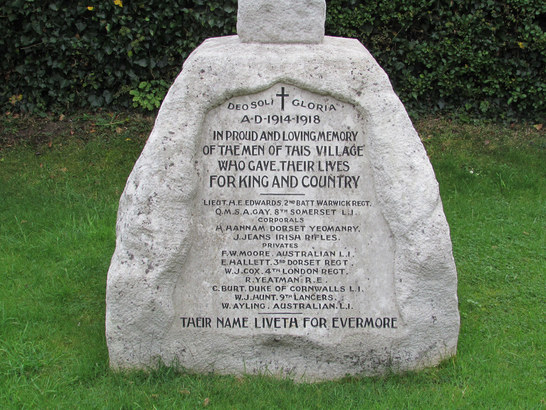 DEO SOLI GLORIA
A·D·1914·1918
IN PROUD AND LOVING MEMORY
OF THE MEN OF THIS VILLAGE
WHO GAVE THEIR LIVES
FOR KING AND COUNTRY
LIEUT. H.E. EDWARDS. 2ND BATT WARWICK REGT.
Q.M.S. A. GAY. 8TH SOMERSET L.I.
CORPORALS
H. HANNAM. DORSET YEOMANRY.
J. JEANS. IRISH RIFLES.
PRIVATES
F.W. MOORE. AUSTRALIAN L.I.
E. MALLET. 3RD DORSET REGT.
W.J. COX. 4TH LONDON REGT.
R. YEATMAN. R.E.
C. BURT. DUKE OF CORNWALLS L.I.
W.J. HUNT. 9TH LANCERS.
W. AYLING. AUSTRALIAN L.I.
THEIR NAME LIVETH FOR EVERMORE